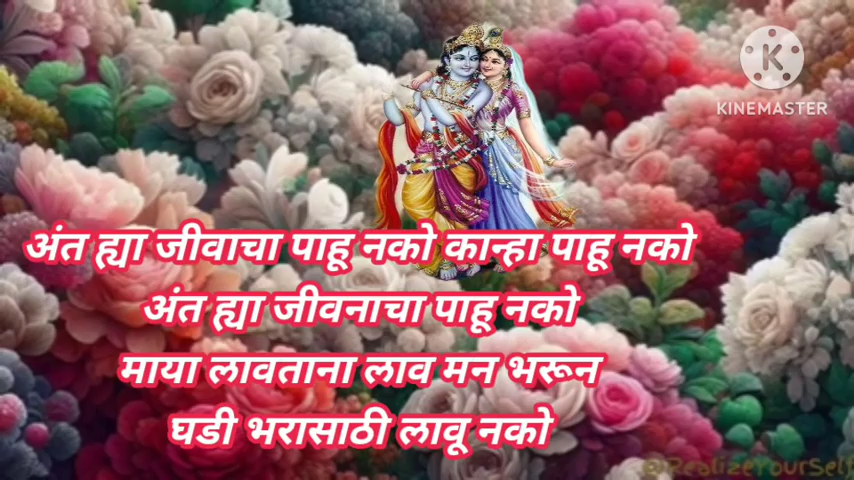 KINEMASTER
अंत ह्या जीवाचा पाहू नको कान्हा पाहू नको
अंत ह्या जीवनाचा पाहू नको
माया लावताना लाव मन भरून
घडी भरासाठी लावू नको
@RealizeYourSelf